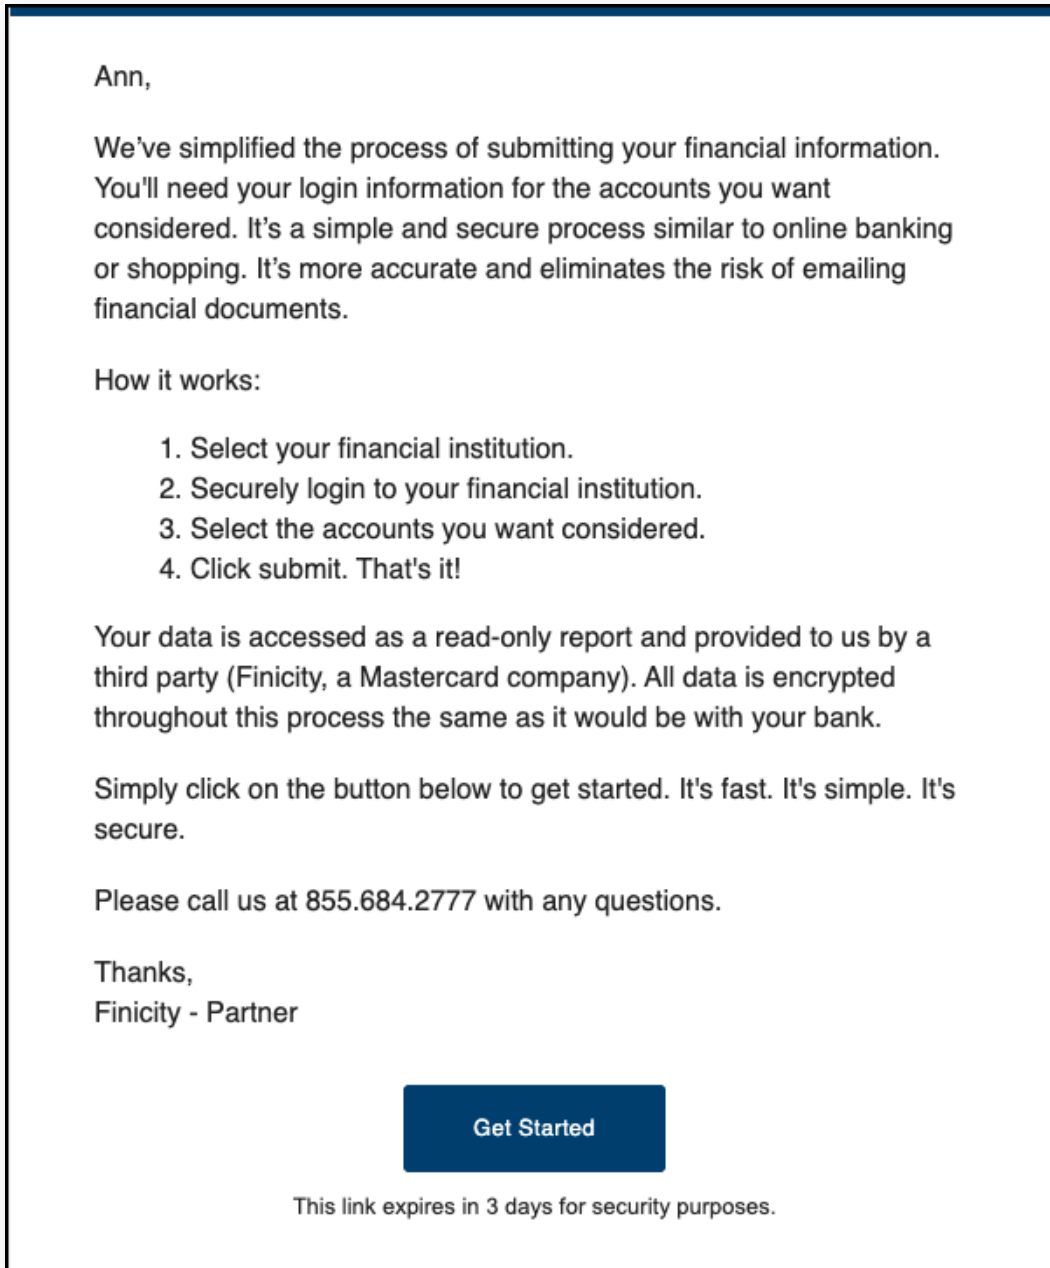 Ann,
We’ve simplified the process of submitting your financial information.
You'll need your login information for the accounts you want
considered. It’s a simple and secure process similar to online banking
or shopping. It’s more accurate and eliminates the risk of emailing
financial documents.
How it works:
1. Select your financial institution.
2. Securely login to your financial institution.
3. Select the accounts you want considered.
4. Click submit. That's it!
Your data is accessed as a read-only report and provided to us by a
third party (Finicity, a Mastercard company). All data is encrypted
throughout this process the same as it would be with your bank.
Simply click on the button below to get started. It's fast. It's simple. It's
secure.
Please call us at 855.684.2777 with any questions.
Thanks,
Finicity - Partner
Get Started
This link expires in 3 days for security purposes.